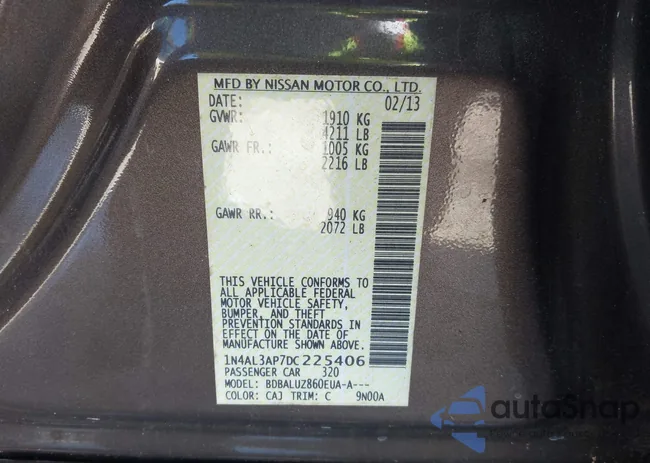 MFD BY NISSAN MOTOR CO., LTD.
DATE: 02/13
GVWR: 1910 KG
4211 LB
GAWR FR.: 1005 KG
2216 LB
GAWR RR.: 940 KG
2072 LB
THIS VEHICLE CONFORMS TO
ALL APPLICABLE FEDERAL
MOTOR VEHICLE SAFETY,
BUMPER, AND THEFT
PREVENTION STANDARDS IN
EFFECT ON THE DATE OF
MANUFACTURE SHOWN ABOVE.
1N4AL3AP7DC225406
PASSENGER CAR 320
MODEL: BDBALUZ860EUA-A---
COLOR: CAJ TRIM: C 9N00A
autoSnap